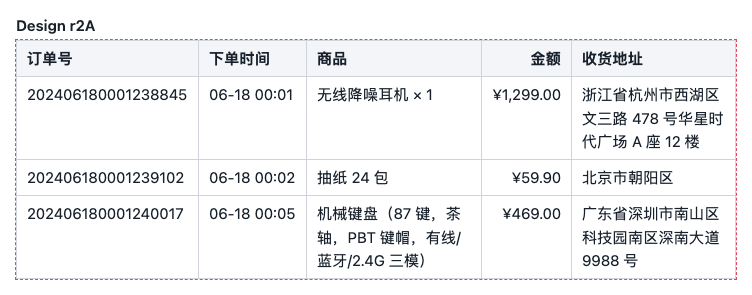 Design r2A
订单号 下单时间 商品 金额 收货地址
202406180001238845 06-18 00:01 无线降噪耳机 × 1 ¥1,299.00 浙江省杭州市西湖区
文三路 478 号华星时
代广场 A 座 12 楼
202406180001239102 06-18 00:02 抽纸 24 包 ¥59.90 北京市朝阳区
202406180001240017 06-18 00:05 机械键盘（87 键，茶 ¥469.00 广东省深圳市南山区
轴，PBT 键帽，有线/ 科技园南区深南大道
蓝牙/2.4G 三模） 9988 号